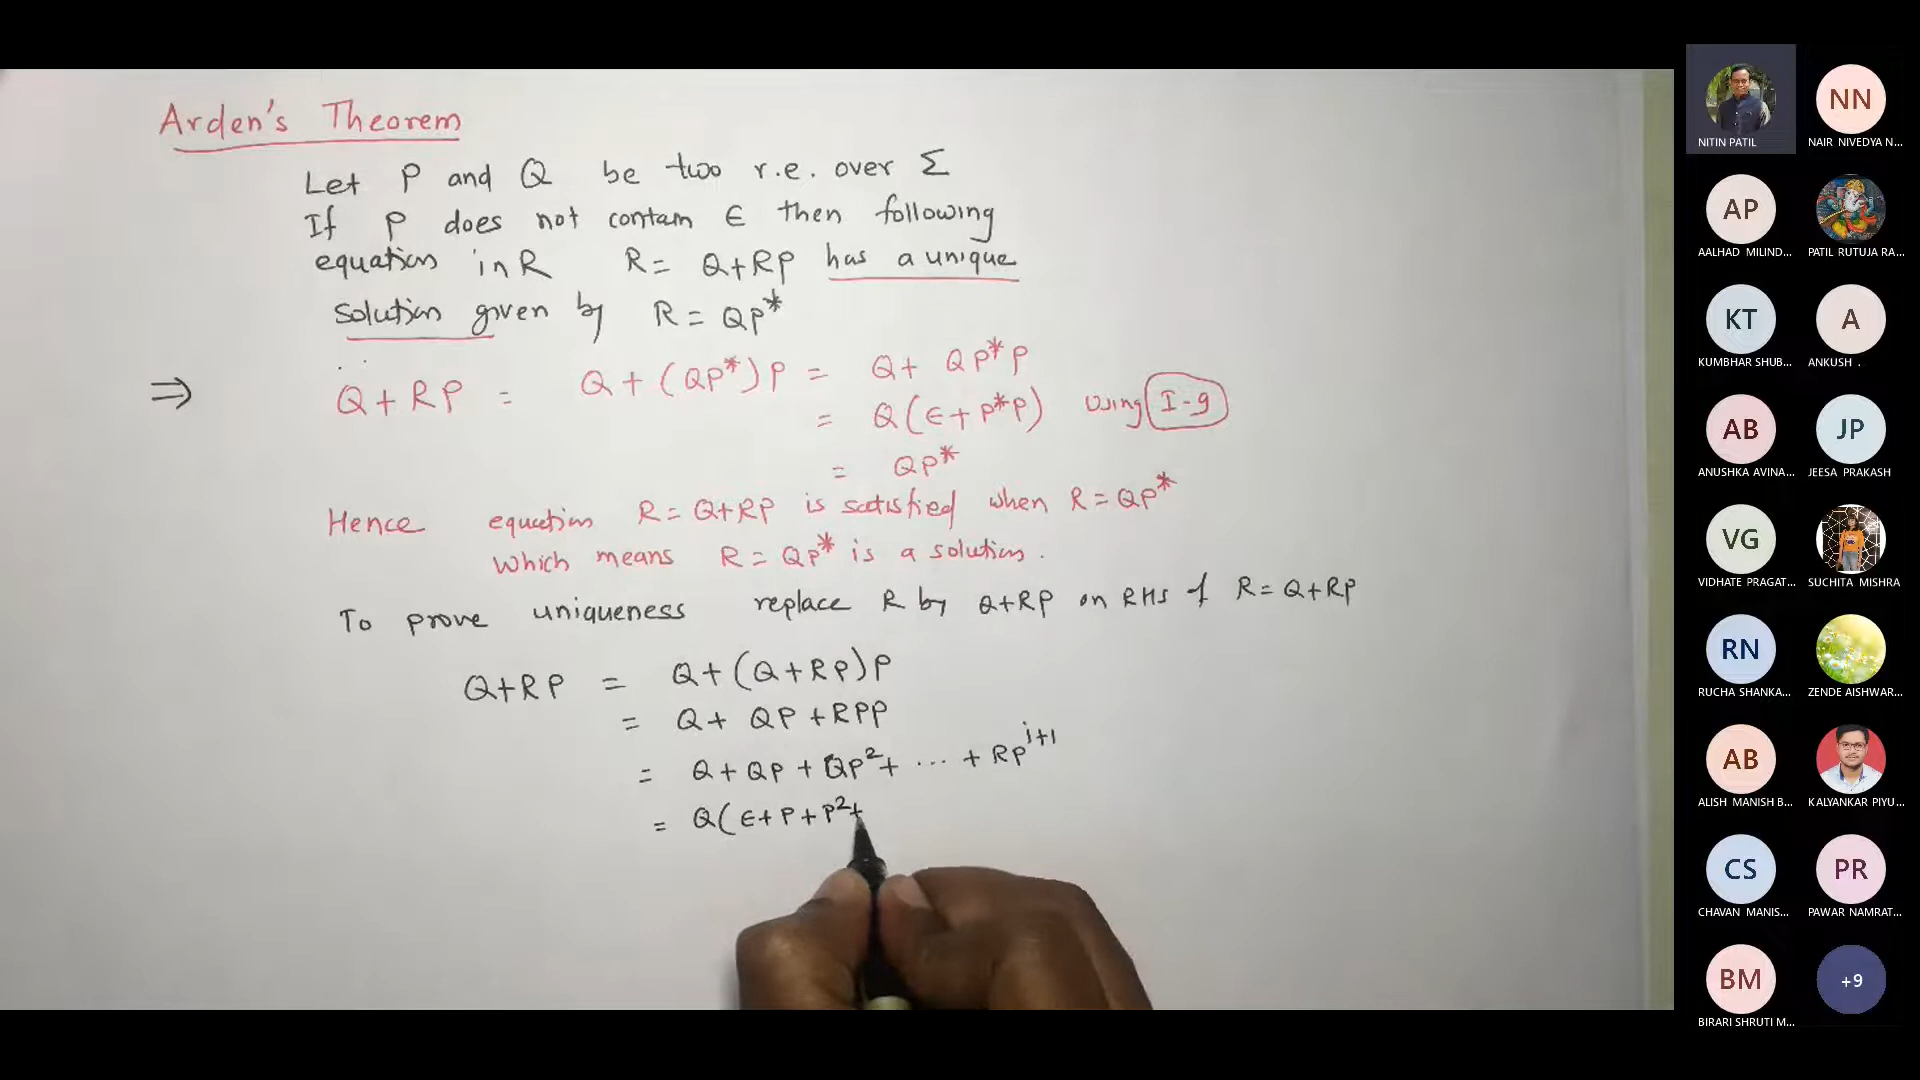 Arden's Theorem
Let P and Q be two r.e. over Σ
If P does not contain ϵ then following
equation in R R = Q+RP has a unique
solution given by R = QP*
⇒ Q+RP = Q+(QP*)P = Q+ QP*P
= Q(ϵ+P*P) using I-9
= QP*
Hence equation R = Q+RP is satisfied when R = QP*
Which means R = QP* is a solution.
To prove uniqueness replace R by Q+RP on RHS of R = Q+RP
Q+RP = Q+(Q+RP)P
= Q+ QP +RPP
= Q+QP+QP²+ ... +RPⁱ⁺¹
= Q(ϵ+P+P²+
NITIN PATIL
NN
NAIR NIVEDYA N...
AP
AALHAD MILIND...
PATIL RUTUJA RA...
KT
KUMBHAR SHUB...
A
ANKUSH .
AB
ANUSHKA AVINA...
JP
JEESA PRAKASH
VG
VIDHATE PRAGAT...
SUCHITA MISHRA
RN
RUCHA SHANKA...
ZENDE AISHWAR...
AB
ALISH MANISH B...
KALYANKAR PIYU...
CS
CHAVAN MANIS...
PR
PAWAR NAMRAT...
BM
BIRARI SHRUTI M...
+9